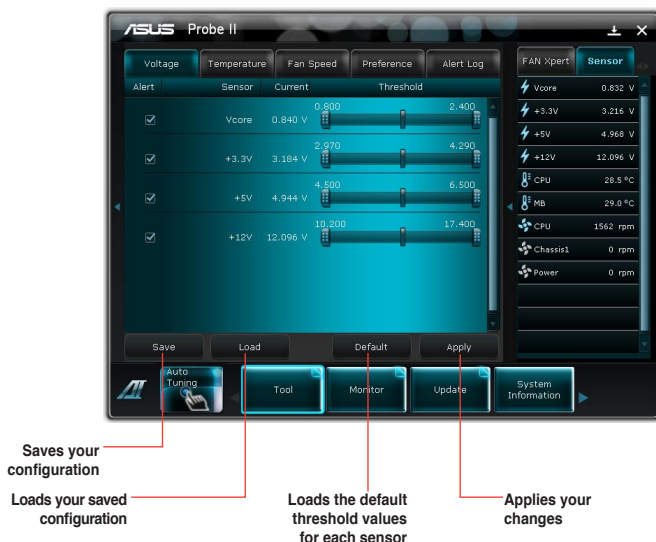 ASUS Probe II
Voltage Temperature Fan Speed Preference Alert Log
Alert Sensor Current Threshold
Vcore 0.840 V 0.800 2.400
+3.3V 3.184 V 2.970 4.290
+5V 4.944 V 4.500 6.500
+12V 12.096 V 10.200 17.400
Save Load Default Apply
FAN Xpert Sensor
Vcore 0.832 V
+3.3V 3.216 V
+5V 4.968 V
+12V 12.096 V
CPU 28.5 °C
MB 29.0 °C
CPU 1562 rpm
Chassis1 0 rpm
Power 0 rpm
Auto
Tuning
Tool Monitor Update System
Information
Saves your
configuration
Loads your saved
configuration
Loads the default
threshold values
for each sensor
Applies your
changes